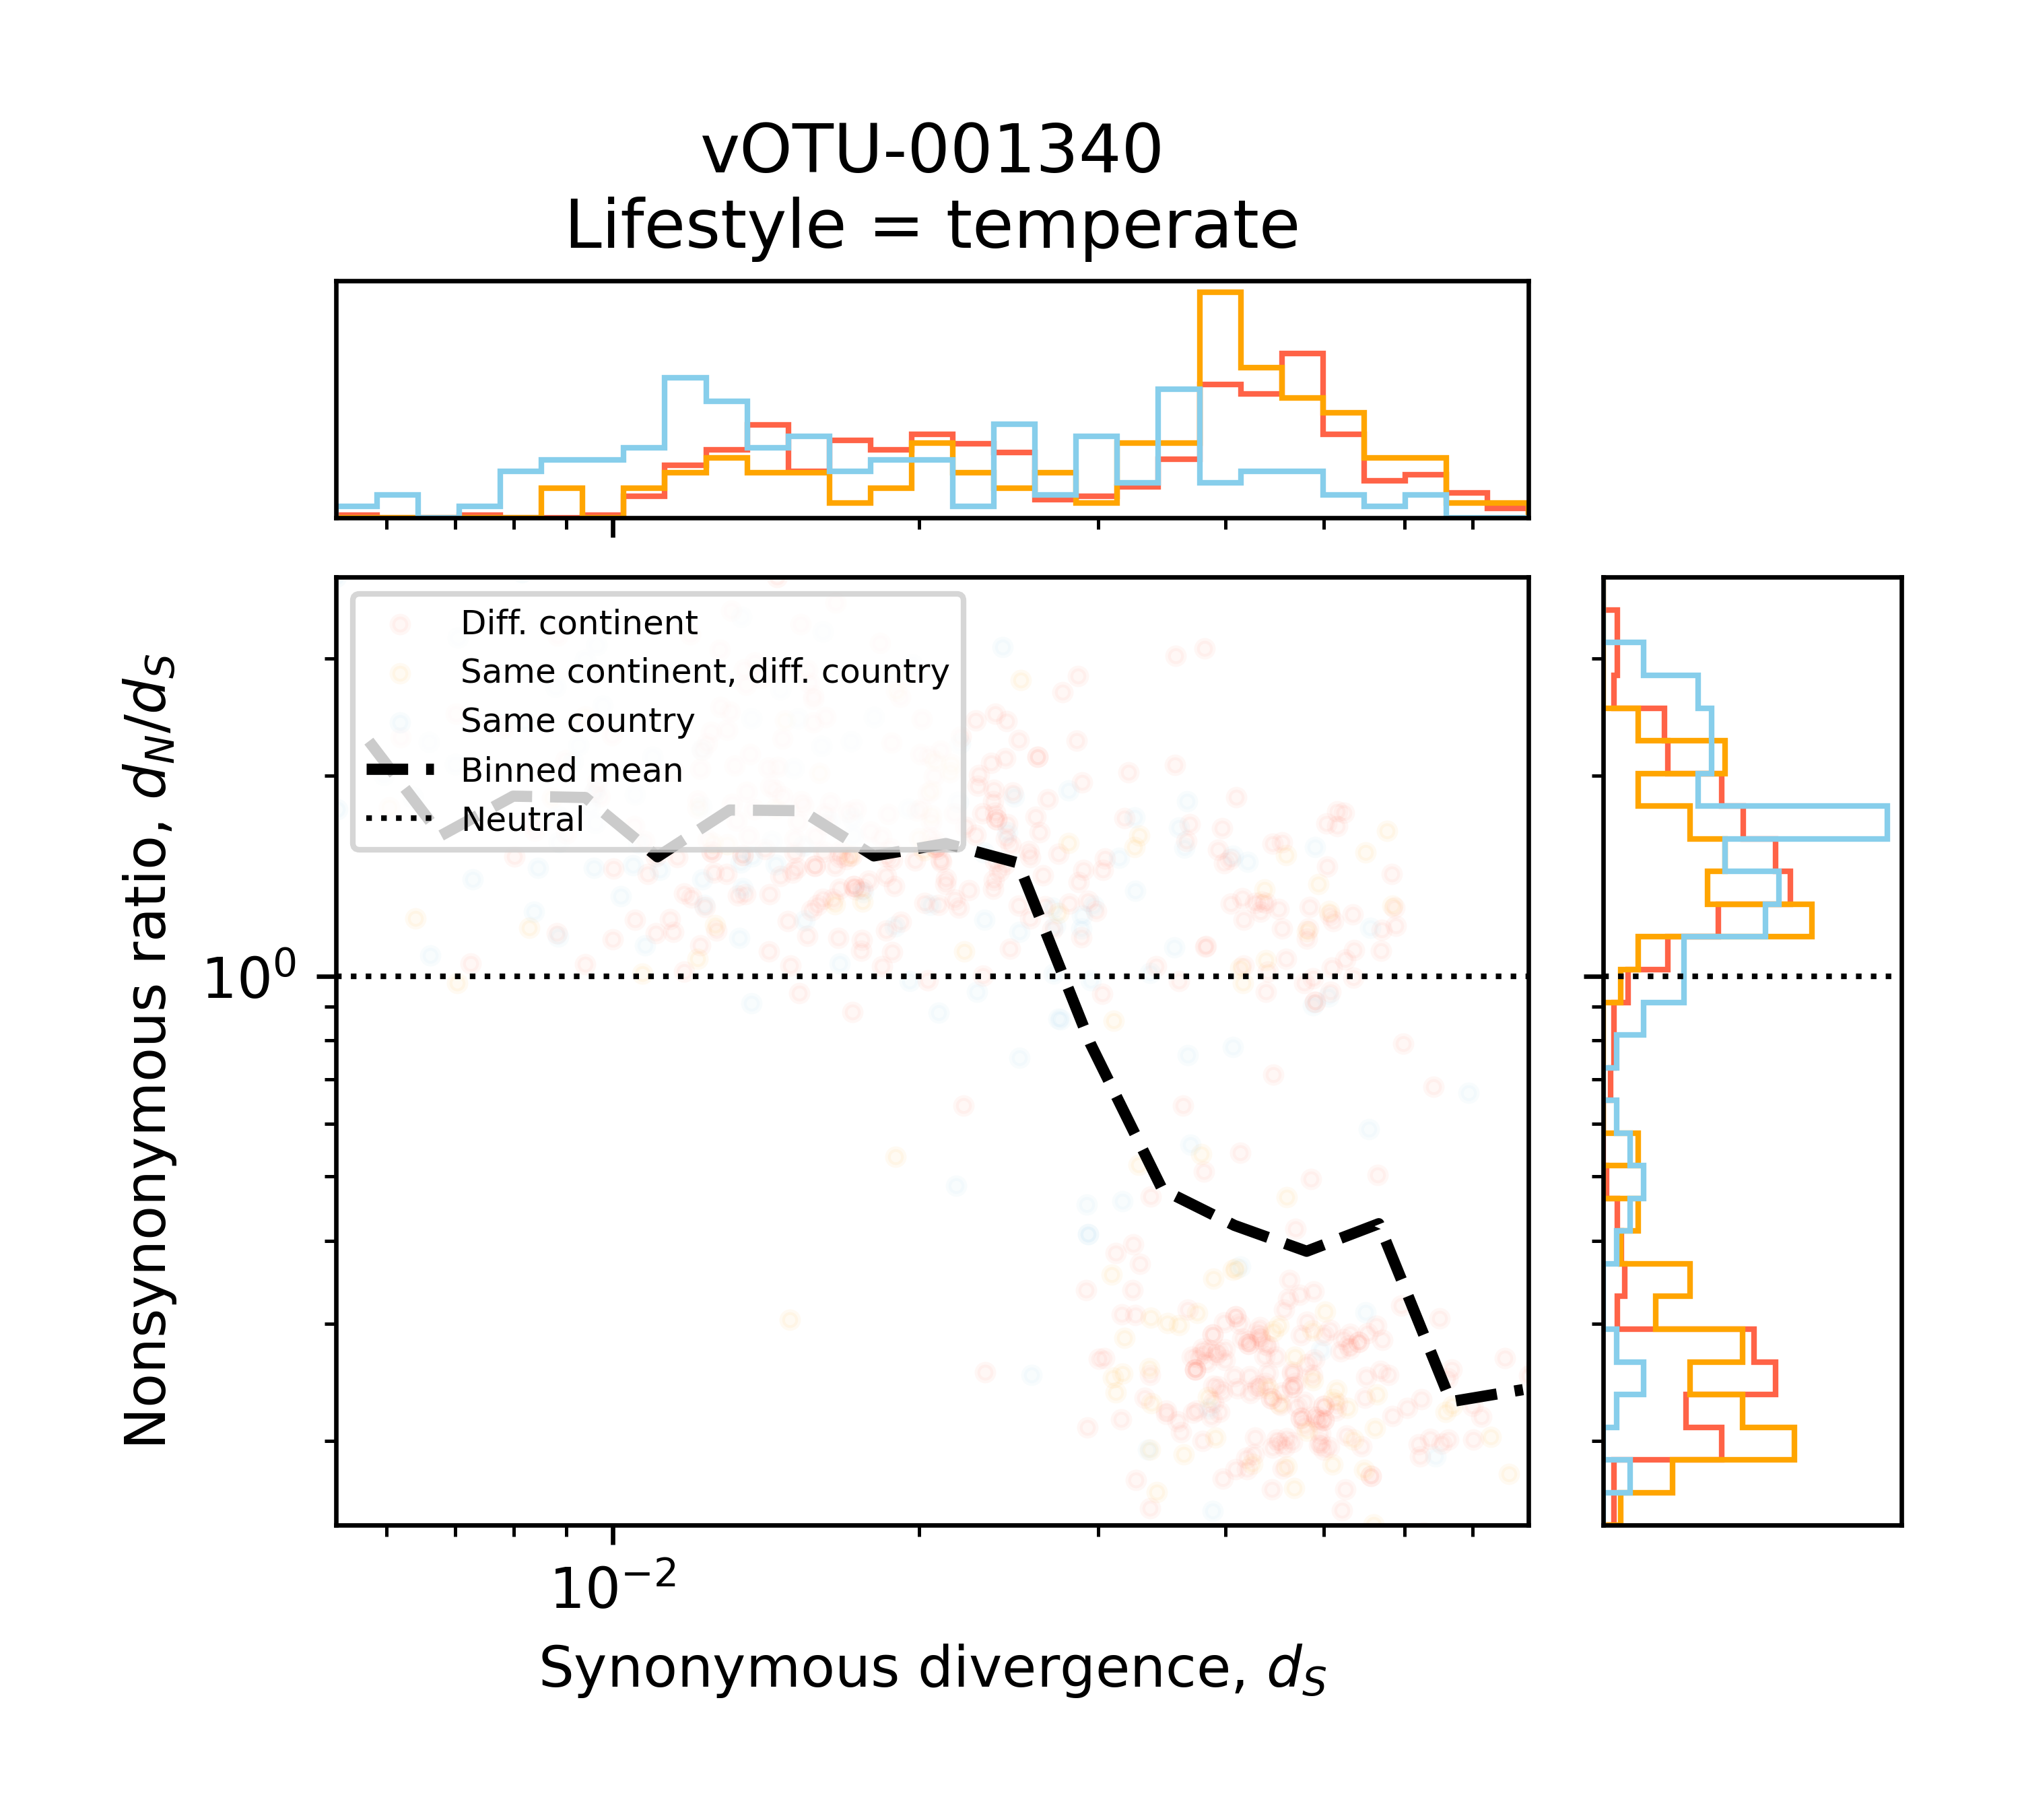 vOTU-001340
Lifestyle = temperate
Diff. continent
Same continent, diff. country
Same country
Binned mean
Neutral
Nonsynonymous ratio, $d_N/d_S$
$10^0$
$10^{-2}$
Synonymous divergence, $d_S$